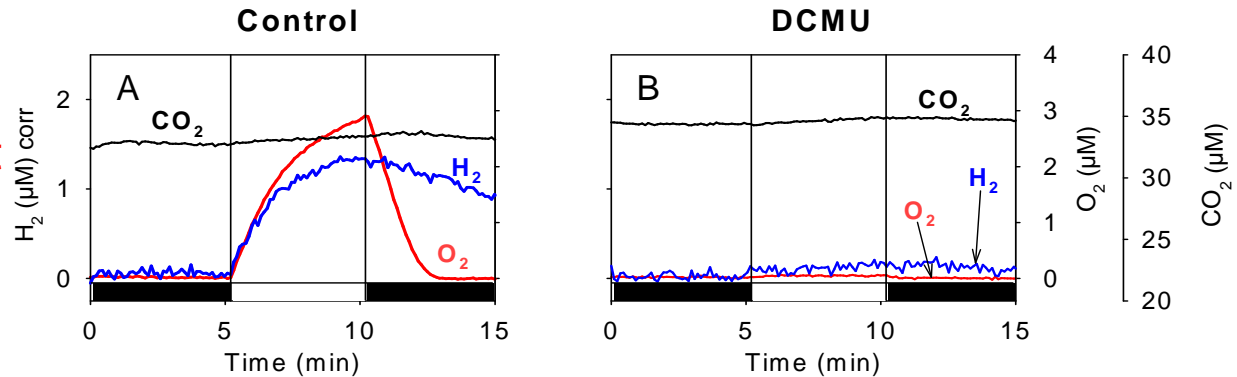 Control
DCMU
A
B
CO₂
CO₂
H₂
O₂
H₂
O₂
H₂ (µM) corr
2
1
0
4
3
2
1
0
O₂ (µM)
40
35
30
25
20
CO₂ (µM)
0 5 10 15
0 5 10 15
Time (min)
Time (min)